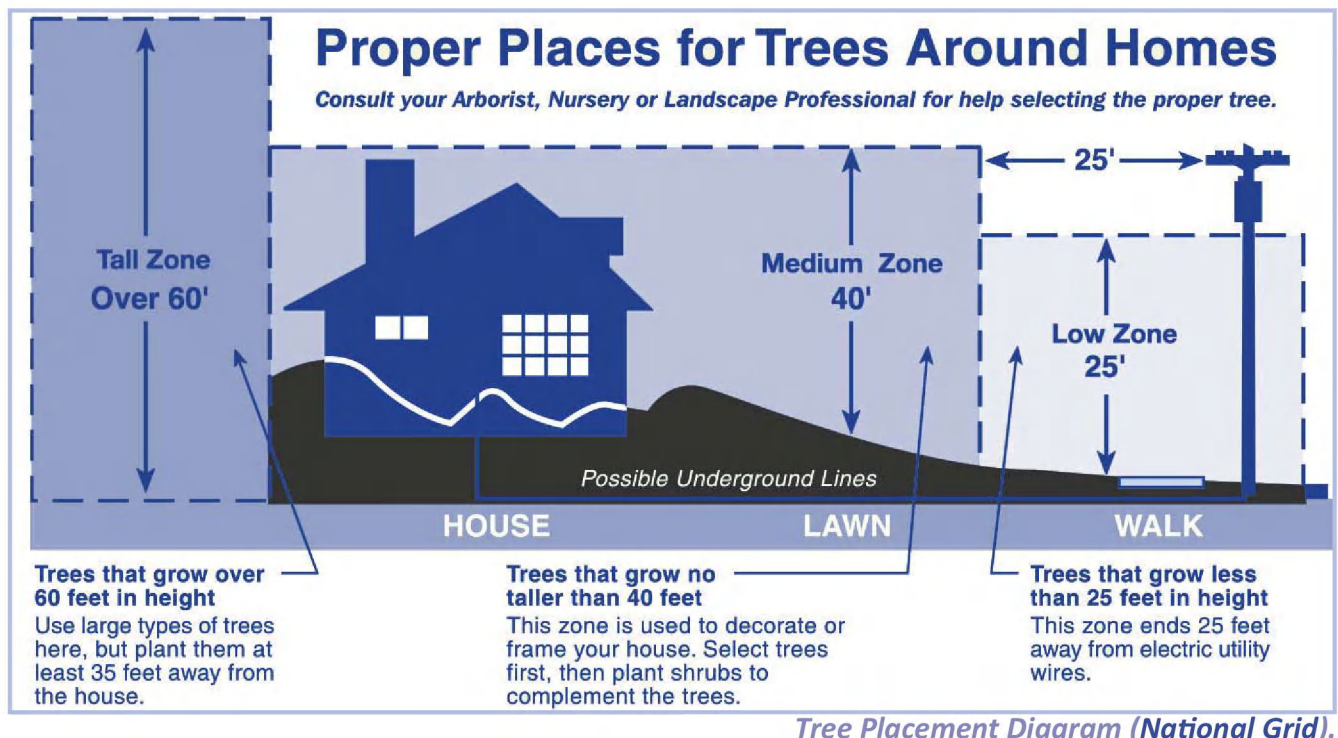 Proper Places for Trees Around Homes
Consult your Arborist, Nursery or Landscape Professional for help selecting the proper tree.
25'
Tall Zone
Over 60'
Medium Zone
40'
Low Zone
25'
Possible Underground Lines
HOUSE
LAWN
WALK
Trees that grow over
60 feet in height
Use large types of trees
here, but plant them at
least 35 feet away from
the house.
Trees that grow no
taller than 40 feet
This zone is used to decorate or
frame your house. Select trees
first, then plant shrubs to
complement the trees.
Trees that grow less
than 25 feet in height
This zone ends 25 feet
away from electric utility
wires.
Tree Placement Diagram (National Grid).